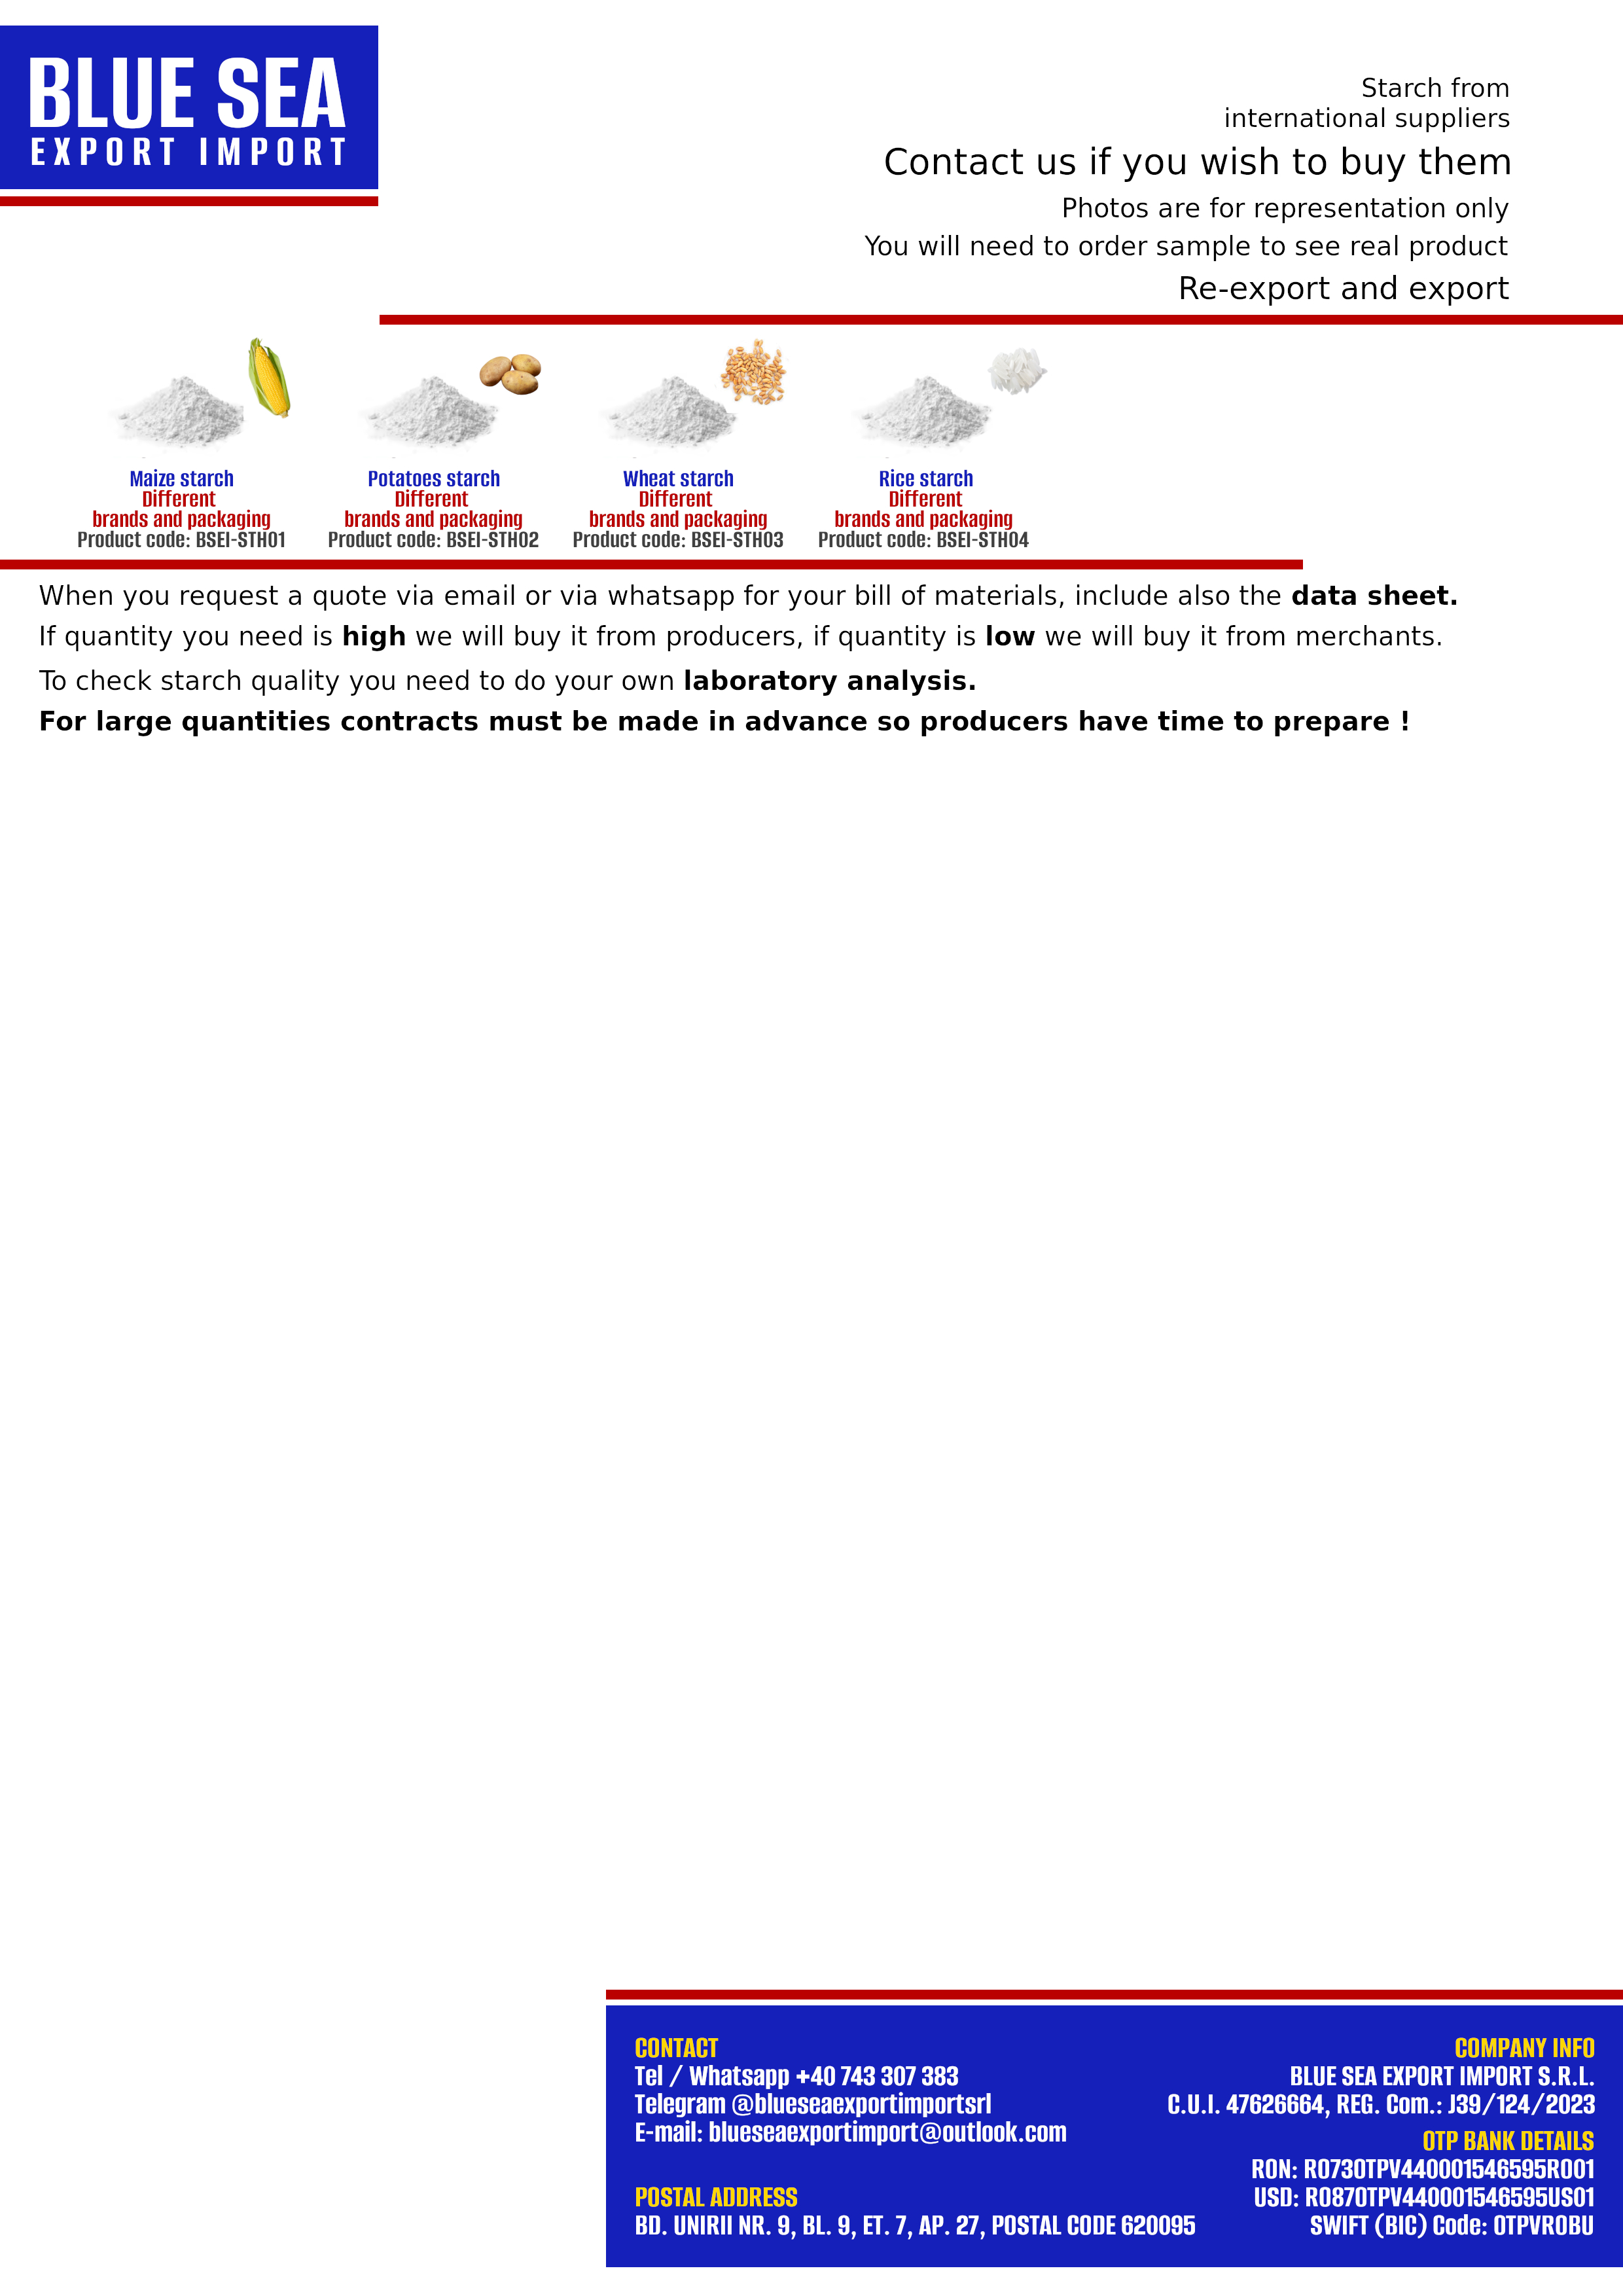 BLUE SEA
EXPORT IMPORT
Starch from
international suppliers
Contact us if you wish to buy them
Photos are for representation only
You will need to order sample to see real product
Re-export and export
Maize starch
Different
brands and packaging
Product code: BSEI-STH01
Potatoes starch
Different
brands and packaging
Product code: BSEI-STH02
Wheat starch
Different
brands and packaging
Product code: BSEI-STH03
Rice starch
Different
brands and packaging
Product code: BSEI-STH04
When you request a quote via email or via whatsapp for your bill of materials, include also the data sheet.
If quantity you need is high we will buy it from producers, if quantity is low we will buy it from merchants.
To check starch quality you need to do your own laboratory analysis.
For large quantities contracts must be made in advance so producers have time to prepare !
CONTACT
Tel / Whatsapp +40 743 307 383
Telegram @blueseaexportimportsrl
E-mail: blueseaexportimport@outlook.com
POSTAL ADDRESS
BD. UNIRII NR. 9, BL. 9, ET. 7, AP. 27, POSTAL CODE 620095
COMPANY INFO
BLUE SEA EXPORT IMPORT S.R.L.
C.U.I. 47626664, REG. Com.: J39/124/2023
OTP BANK DETAILS
RON: RO73OTPV440001546595RO01
USD: RO87OTPV440001546595US01
SWIFT (BIC) Code: OTPVROBU